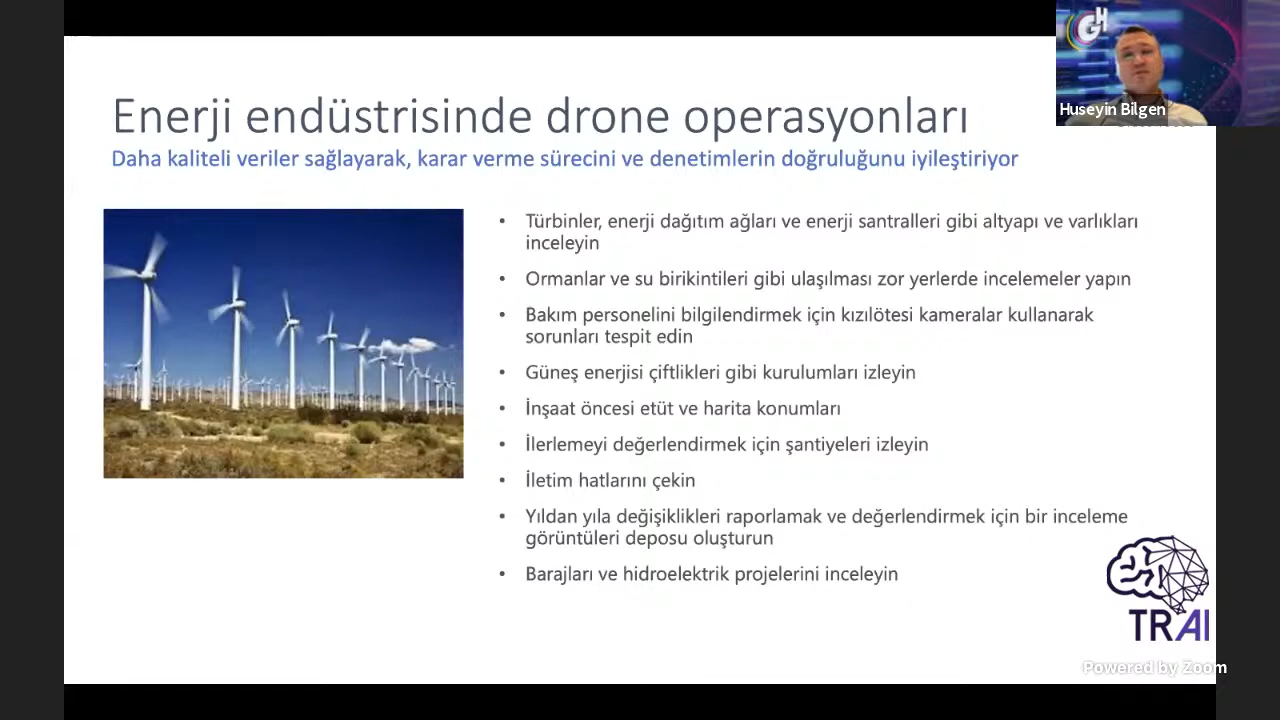 GH
Huseyin Bilgen
Enerji endüstrisinde drone operasyonları
Daha kaliteli veriler sağlayarak, karar verme sürecini ve denetimlerin doğruluğunu iyileştiriyor
• Türbinler, enerji dağıtım ağları ve enerji santralleri gibi altyapı ve varlıkları
inceleyin
• Ormanlar ve su birikintileri gibi ulaşılması zor yerlerde incelemeler yapın
• Bakım personelini bilgilendirmek için kızılötesi kameralar kullanarak
sorunları tespit edin
• Güneş enerjisi çiftlikleri gibi kurulumları izleyin
• İnşaat öncesi etüt ve harita konumları
• İlerlemeyi değerlendirmek için şantiyeleri izleyin
• İletim hatlarını çekin
• Yıldan yıla değişiklikleri raporlamak ve değerlendirmek için bir inceleme
görüntüleri deposu oluşturun
• Barajları ve hidroelektrik projelerini inceleyin
TRAI
Powered by Zoom